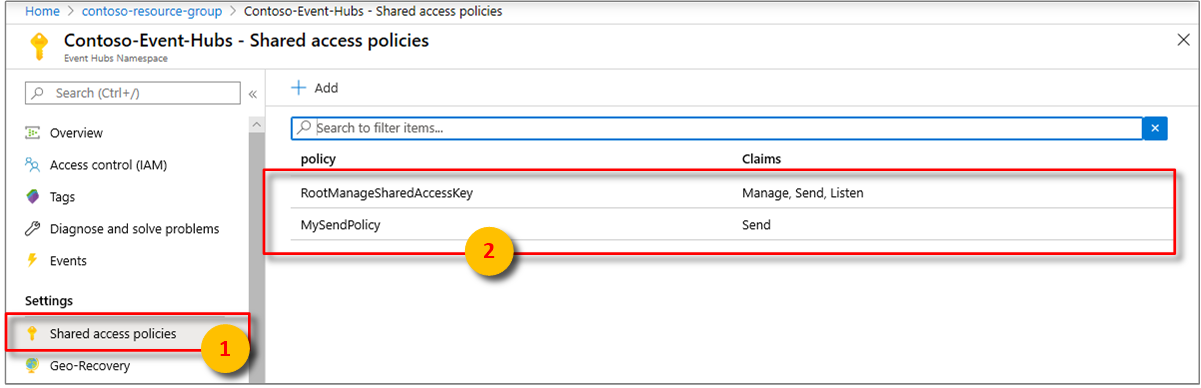 Home > contoso-resource-group > Contoso-Event-Hubs - Shared access policies
Contoso-Event-Hubs - Shared access policies
Event Hubs Namespace
Search (Ctrl+/)
Overview
Access control (IAM)
Tags
Diagnose and solve problems
Events
Settings
Shared access policies
1
Geo-Recovery
+ Add
Search to filter items...
policy Claims
RootManageSharedAccessKey Manage, Send, Listen
MySendPolicy Send
2